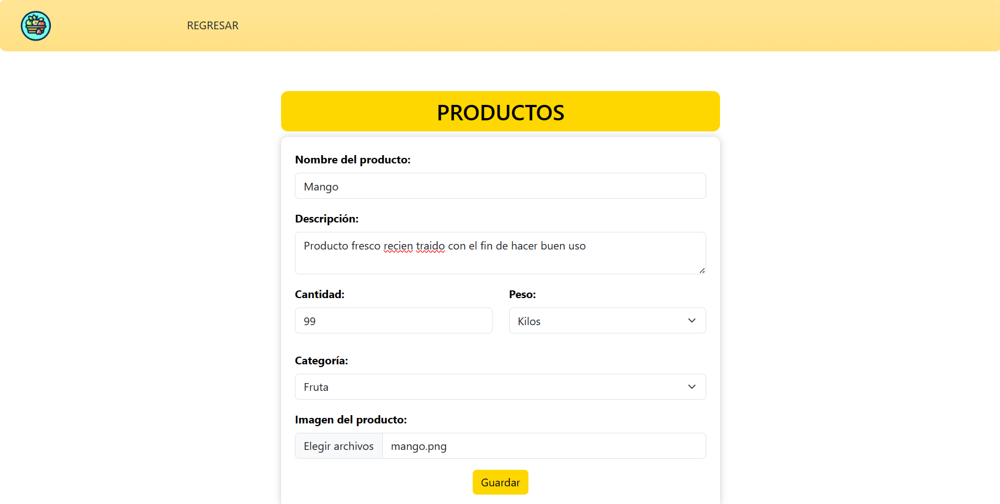 REGRESAR
PRODUCTOS
Nombre del producto:
Mango
Descripción:
Producto fresco recien traido con el fin de hacer buen uso
Cantidad: Peso:
99 Kilos
Categoría:
Fruta
Imagen del producto:
Elegir archivos mango.png
Guardar